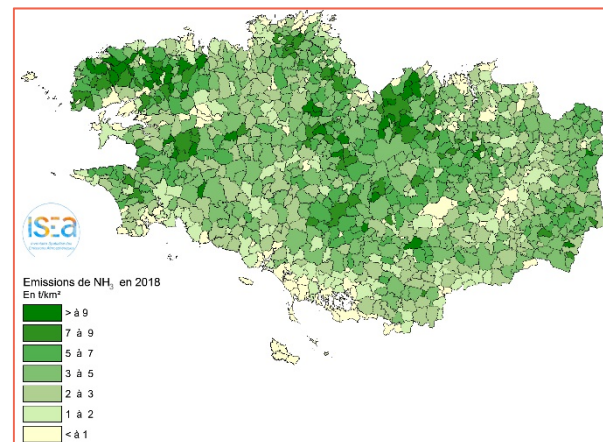 iSEa
Emissions de NH₃ en 2018
En t/km²
> à 9
7 à 9
5 à 7
3 à 5
2 à 3
1 à 2
< à 1